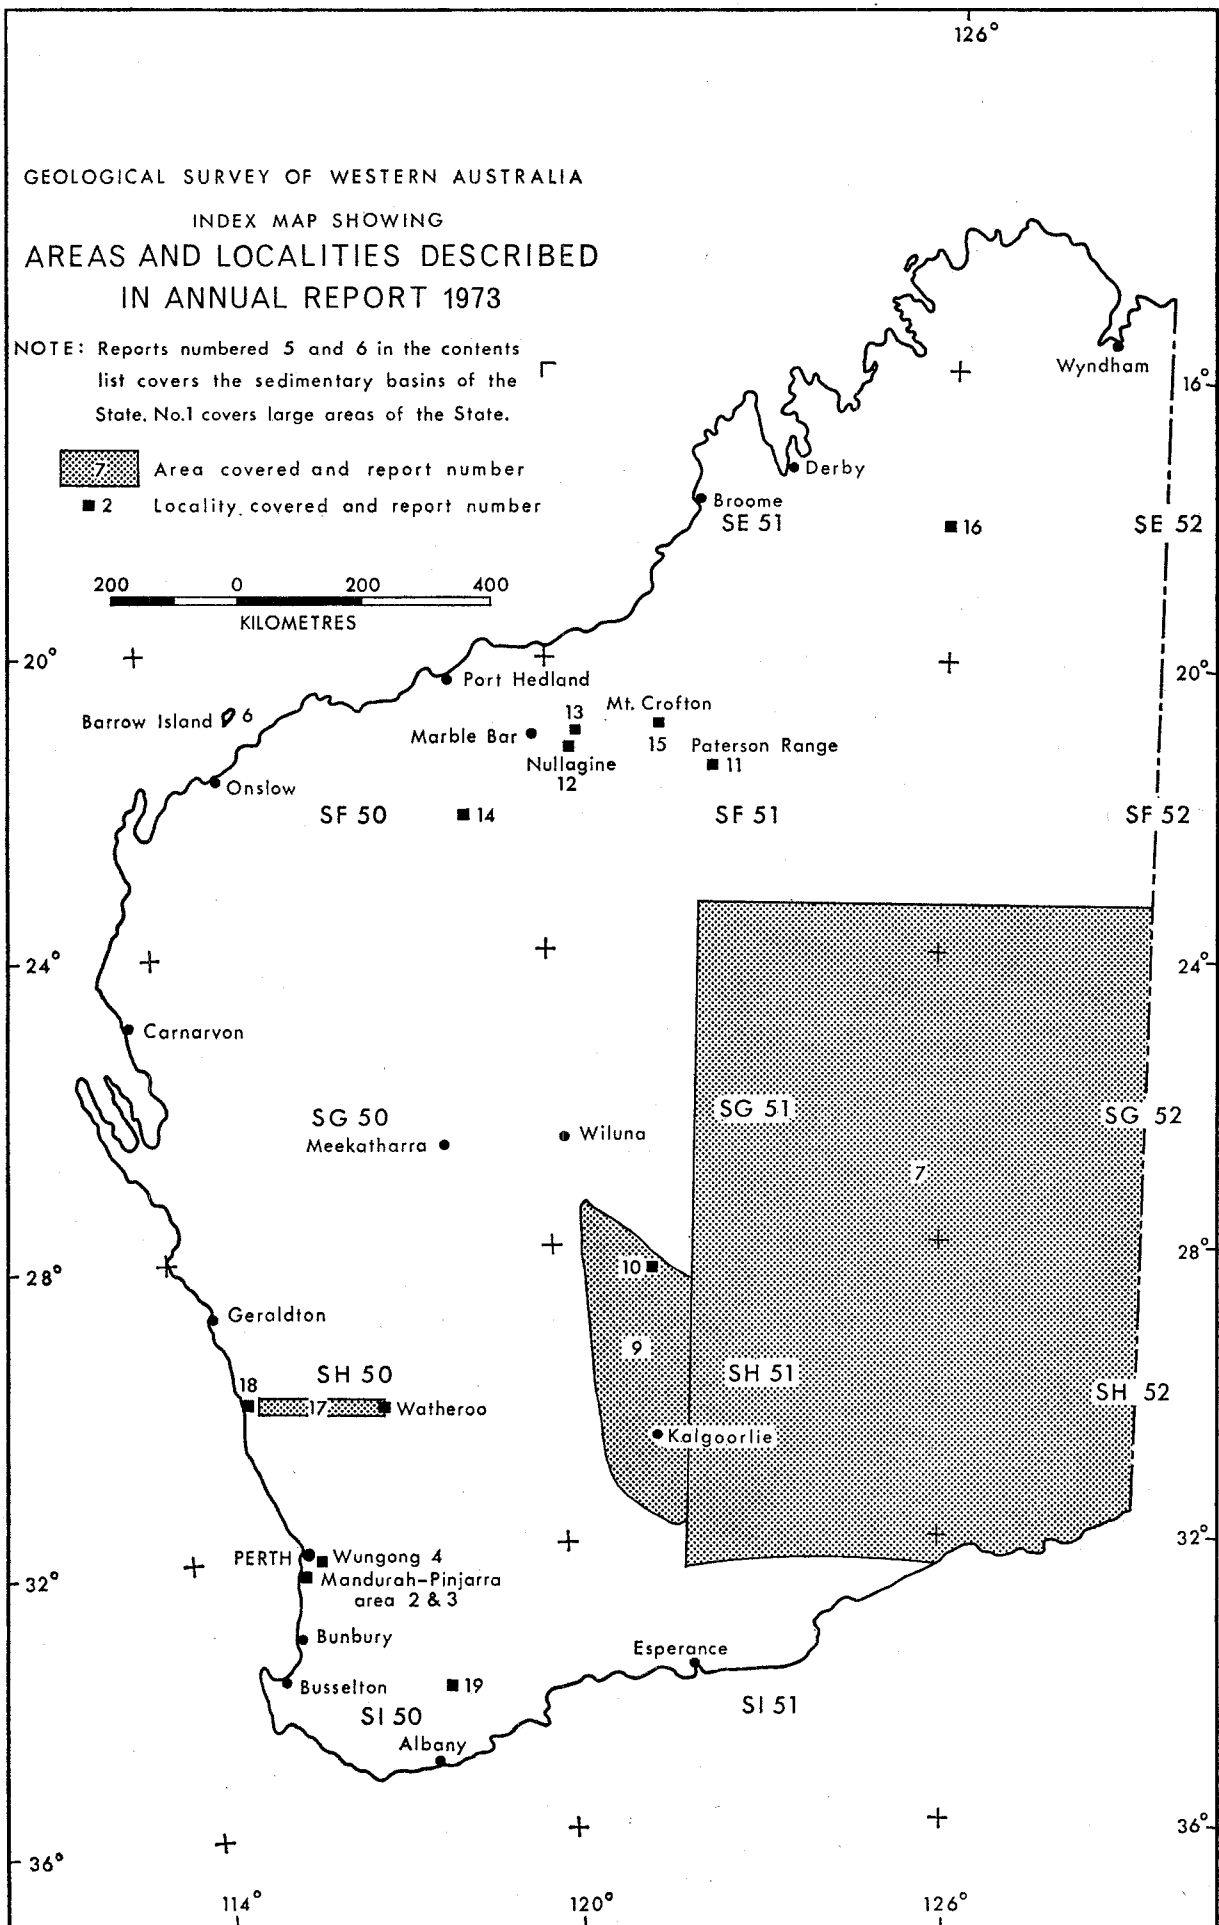 126°
GEOLOGICAL SURVEY OF WESTERN AUSTRALIA
INDEX MAP SHOWING
AREAS AND LOCALITIES DESCRIBED
IN ANNUAL REPORT 1973
NOTE: Reports numbered 5 and 6 in the contents
list covers the sedimentary basins of the
State. No.1 covers large areas of the State.
7 Area covered and report number
2 Locality covered and report number
200 0 200 400
KILOMETRES
Wyndham
16°
Derby
Broome
SE 51
16
SE 52
20°
Port Hedland
20°
Barrow Island 6
13
Mt. Crofton
Marble Bar
15
Paterson Range
Nullagine
11
12
Onslow
SF 50
14
SF 51
SF 52
24°
24°
Carnarvon
SG 50
SG 51
SG 52
Meekatharra
Wiluna
7
28°
10
28°
Geraldton
9
SH 50
SH 51
SH 52
18
17
Watheroo
Kalgoorlie
32°
PERTH
Wungong 4
32°
Mandurah-Pinjarra
area 2 & 3
Bunbury
Esperance
Busselton
19
SI 50
SI 51
Albany
36°
36°
114°
120°
126°